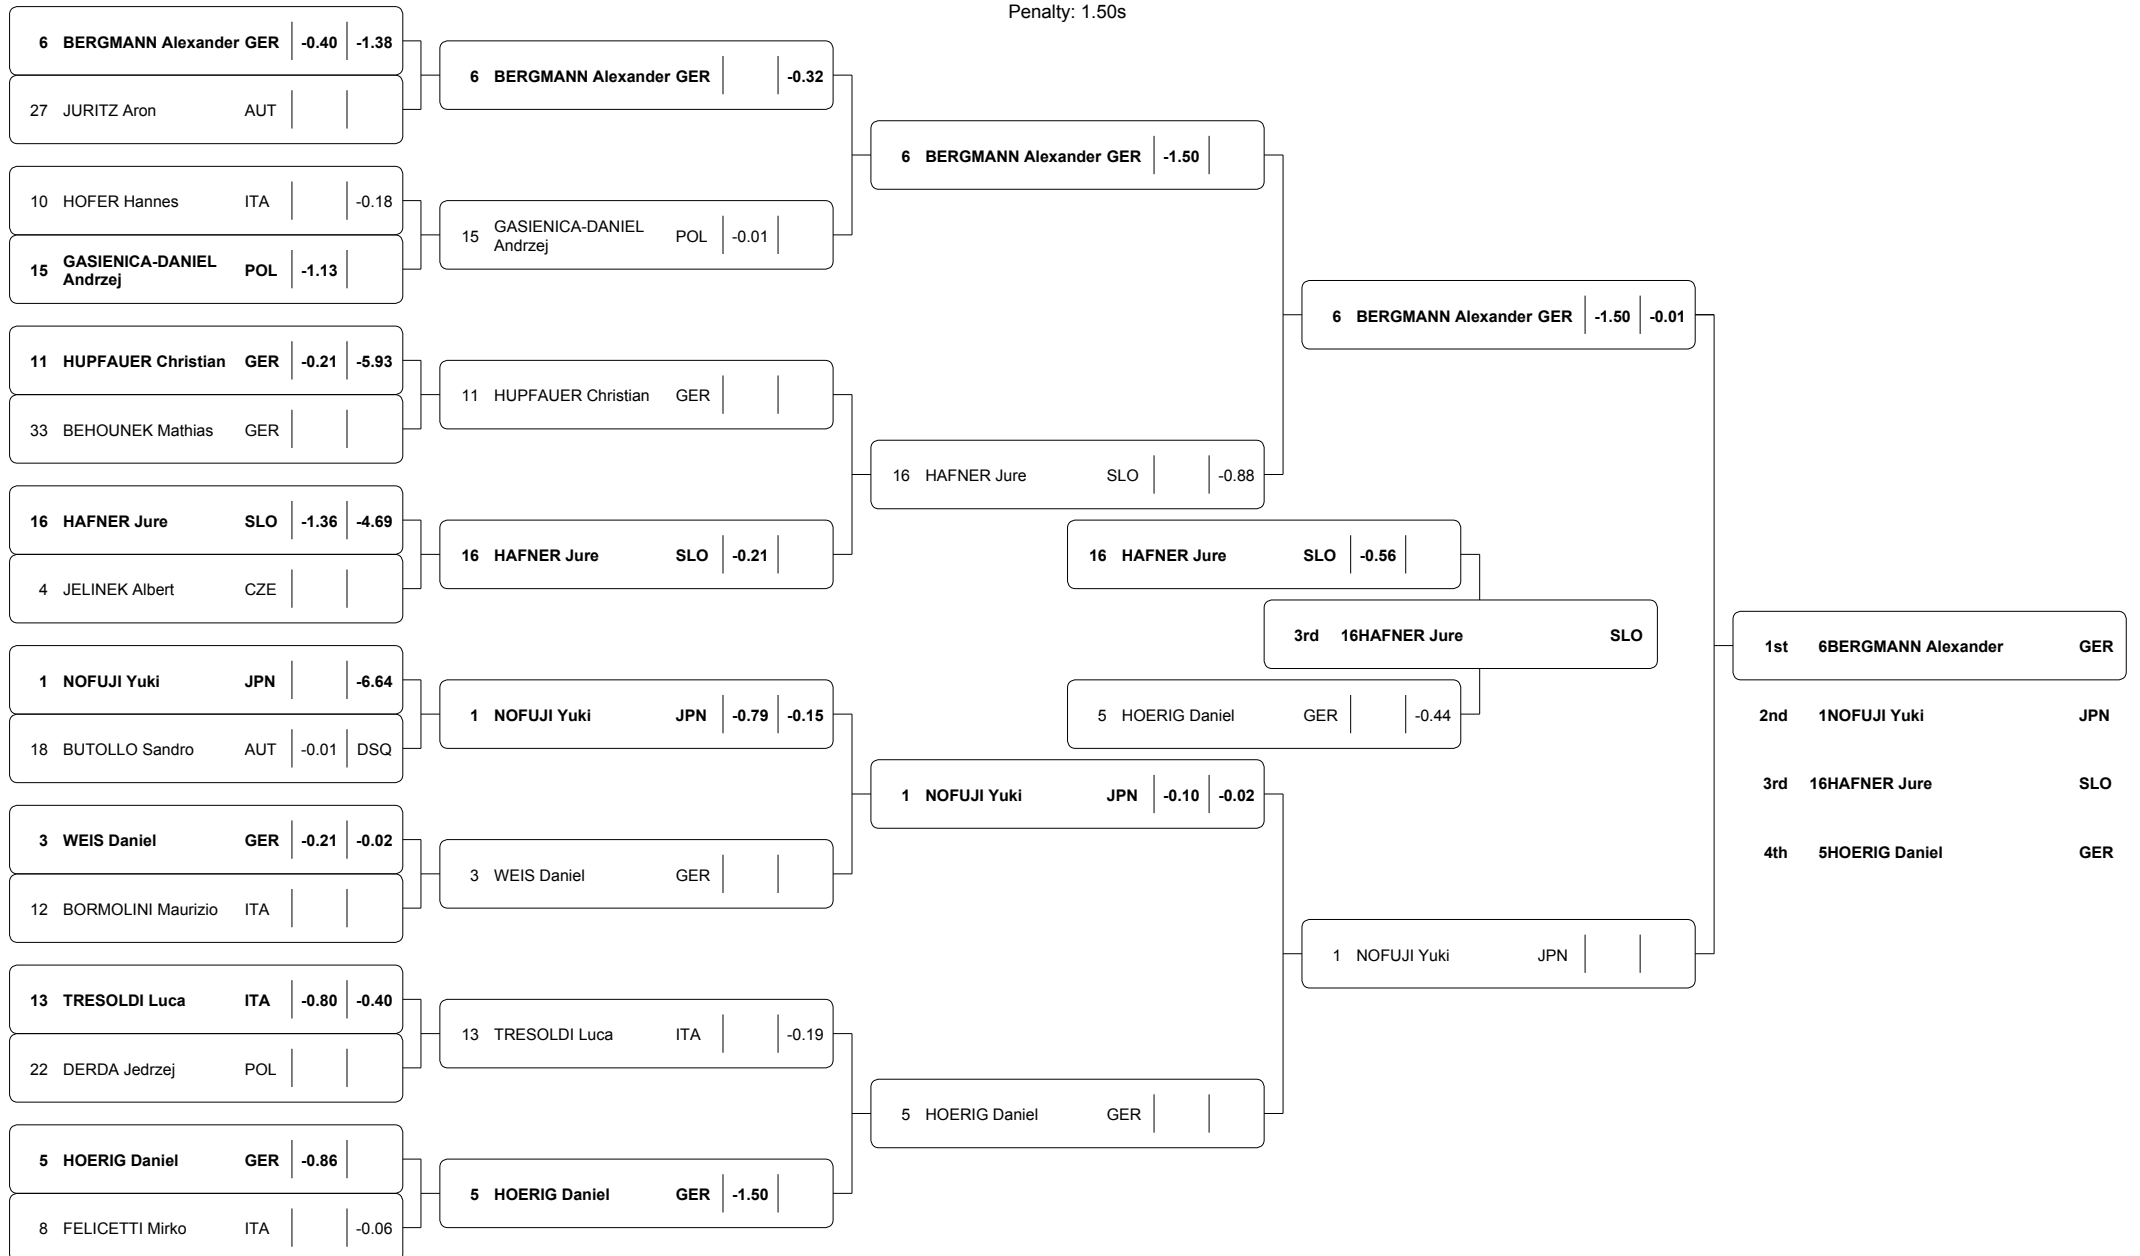 Penalty: 1.50s
6 BERGMANN Alexander GER -0.40 -1.38
27 JURITZ Aron AUT
10 HOFER Hannes ITA -0.18
15 GASIENICA-DANIEL
Andrzej POL -1.13
11 HUPFAUER Christian GER -0.21 -5.93
33 BEHOUNEK Mathias GER
16 HAFNER Jure SLO -1.36 -4.69
4 JELINEK Albert CZE
1 NOFUJI Yuki JPN -6.64
18 BUTOLLO Sandro AUT -0.01 DSQ
3 WEIS Daniel GER -0.21 -0.02
12 BORMOLINI Maurizio ITA
13 TRESOLDI Luca ITA -0.80 -0.40
22 DERDA Jedrzej POL
5 HOERIG Daniel GER -0.86
8 FELICETTI Mirko ITA -0.06
6 BERGMANN Alexander GER -0.32
15 GASIENICA-DANIEL
Andrzej POL -0.01
11 HUPFAUER Christian GER
16 HAFNER Jure SLO -0.21
1 NOFUJI Yuki JPN -0.79 -0.15
3 WEIS Daniel GER
13 TRESOLDI Luca ITA -0.19
5 HOERIG Daniel GER -1.50
6 BERGMANN Alexander GER -1.50
16 HAFNER Jure SLO -0.88
1 NOFUJI Yuki JPN -0.10 -0.02
5 HOERIG Daniel GER
16 HAFNER Jure SLO -0.56
3rd 16HAFNER Jure SLO
5 HOERIG Daniel GER -0.44
6 BERGMANN Alexander GER -1.50 -0.01
1 NOFUJI Yuki JPN
1st 6BERGMANN Alexander GER
2nd 1NOFUJI Yuki JPN
3rd 16HAFNER Jure SLO
4th 5HOERIG Daniel GER